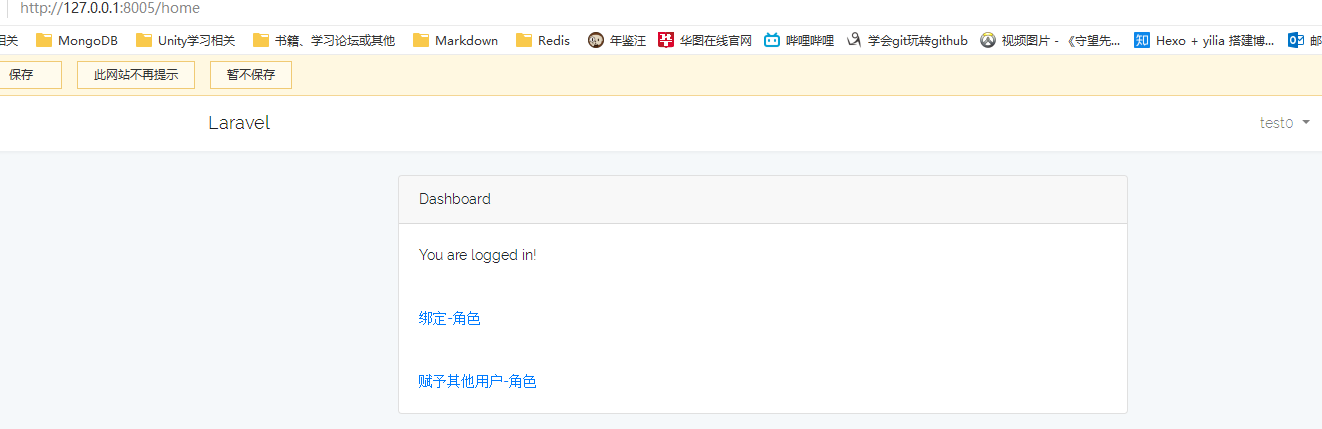 http://127.0.0.1:8005/home
相关 MongoDB Unity学习相关 书籍、学习论坛或其他 Markdown Redis 年鉴汪 华图在线官网 哔哩哔哩 学会git玩转github 视频图片 - 《守望先... 知 Hexo + yilia 搭建博... 邮
保存 此网站不再提示 暂不保存
Laravel test0
Dashboard
You are logged in!
绑定-角色
赋予其他用户-角色